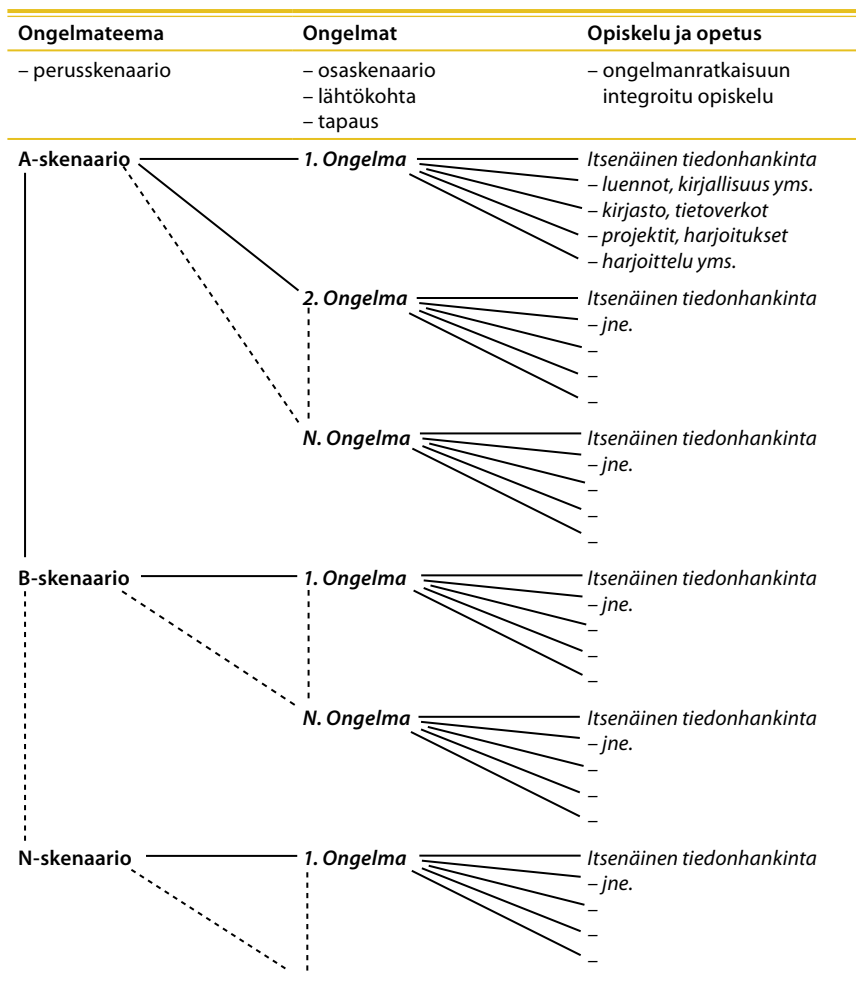 Ongelmateema Ongelmat Opiskelu ja opetus
– perusskenaario – osaskenaario – ongelmanratkaisuun
– lähtökohta integroitu opiskelu
– tapaus
A-skenaario 1. Ongelma Itsenäinen tiedonhankinta
– luennot, kirjallisuus yms.
– kirjasto, tietoverkot
– projektit, harjoitukset
– harjoittelu yms.
2. Ongelma Itsenäinen tiedonhankinta
– jne.
–
–
–
N. Ongelma Itsenäinen tiedonhankinta
– jne.
–
–
–
B-skenaario 1. Ongelma Itsenäinen tiedonhankinta
– jne.
–
–
–
N. Ongelma Itsenäinen tiedonhankinta
– jne.
–
–
–
N-skenaario 1. Ongelma Itsenäinen tiedonhankinta
– jne.
–
–
–